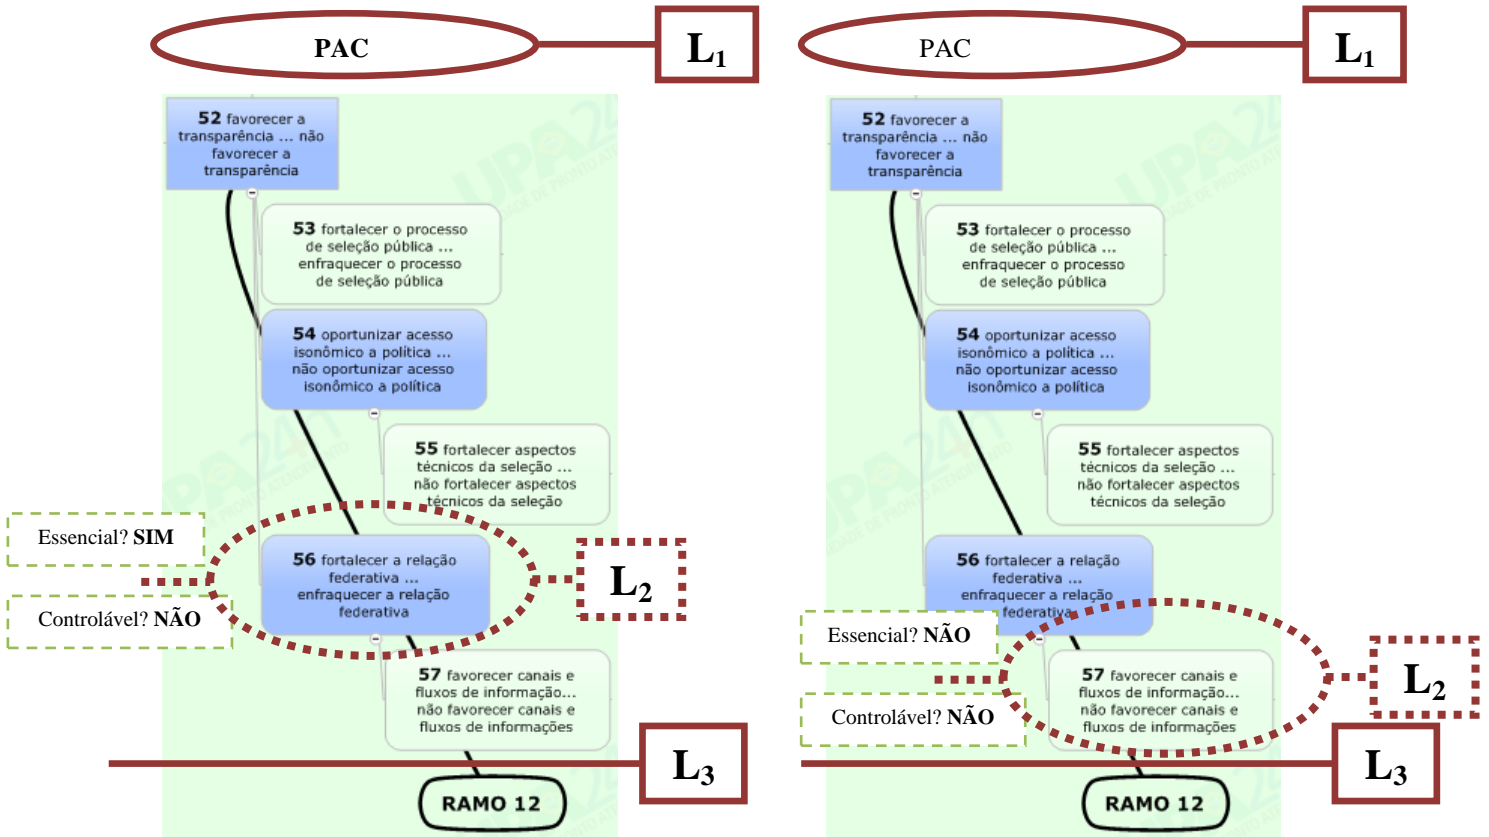 PAC
L1
52 favorecer a
transparência ... não
favorecer a
transparência
53 fortalecer o processo
de seleção pública ...
enfraquecer o processo
de seleção pública
54 oportunizar acesso
isonômico a política ...
não oportunizar acesso
isonômico a política
55 fortalecer aspectos
técnicos da seleção ...
não fortalecer aspectos
técnicos da seleção
Essencial? SIM
Controlável? NÃO
56 fortalecer a relação
federativa ...
enfraquecer a relação
federativa
L2
57 favorecer canais e
fluxos de informação...
não favorecer canais e
fluxos de informações
L3
RAMO 12
PAC
L1
52 favorecer a
transparência ... não
favorecer a
transparência
53 fortalecer o processo
de seleção pública ...
enfraquecer o processo
de seleção pública
54 oportunizar acesso
isonômico a política ...
não oportunizar acesso
isonômico a política
55 fortalecer aspectos
técnicos da seleção ...
não fortalecer aspectos
técnicos da seleção
56 fortalecer a relação
federativa ...
enfraquecer a relação
federativa
Essencial? NÃO
Controlável? NÃO
57 favorecer canais e
fluxos de informação...
não favorecer canais e
fluxos de informações
L2
L3
RAMO 12